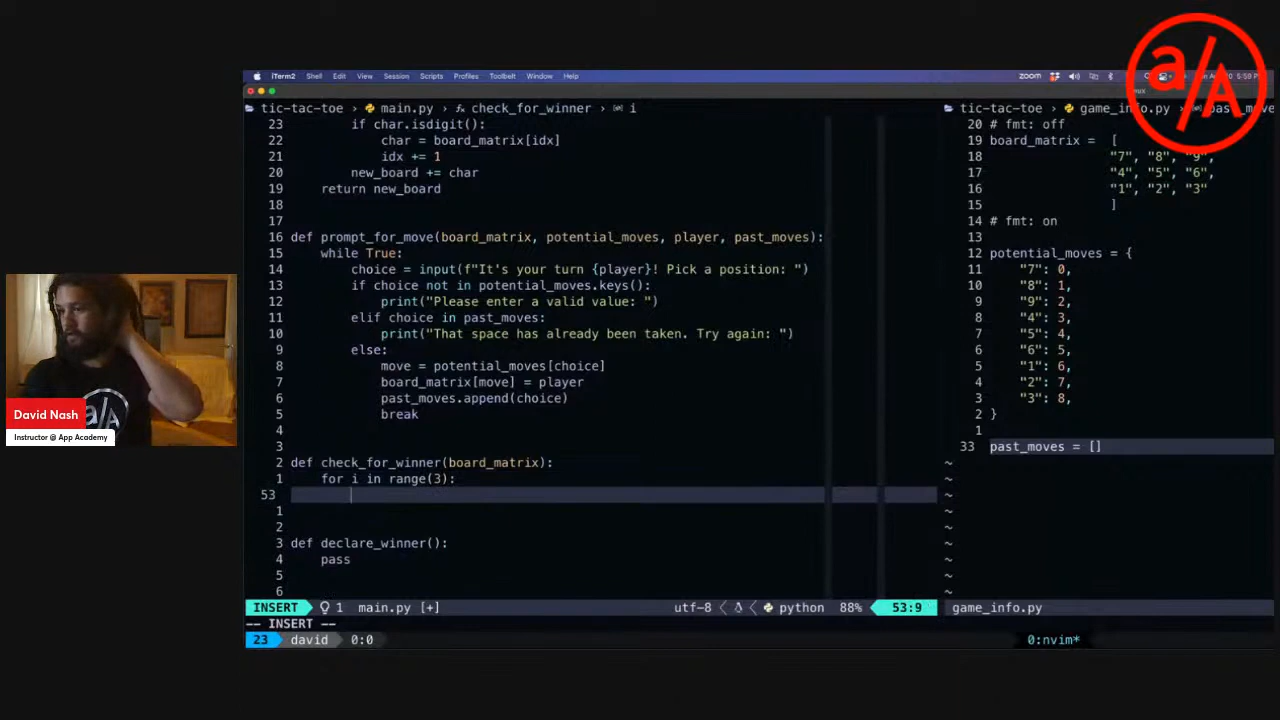 a/A
iTerm2 Shell Edit View Session Scripts Profiles Toolbelt Window Help
zoom
tic-tac-toe › main.py › check_for_winner › i
23 if char.isdigit():
22 char = board_matrix[idx]
21 idx += 1
20 new_board += char
19 return new_board
18
17
16 def prompt_for_move(board_matrix, potential_moves, player, past_moves):
15 while True:
14 choice = input(f"It's your turn {player}! Pick a position: ")
13 if choice not in potential_moves.keys():
12 print("Please enter a valid value: ")
11 elif choice in past_moves:
10 print("That space has already been taken. Try again: ")
9 else:
8 move = potential_moves[choice]
7 board_matrix[move] = player
6 past_moves.append(choice)
5 break
4
3
2 def check_for_winner(board_matrix):
1 for i in range(3):
53
1
2
3 def declare_winner():
4 pass
5
6
INSERT 1 main.py [+] utf-8 python 88% 53:9
-- INSERT --
23 david 0:0 0:nvim*
tic-tac-toe › game_info.py ›
20 # fmt: off
19 board_matrix = [
18 "7", "8", "9",
17 "4", "5", "6",
16 "1", "2", "3"
15 ]
14 # fmt: on
13
12 potential_moves = {
11 "7": 0,
10 "8": 1,
9 "9": 2,
8 "4": 3,
7 "5": 4,
6 "6": 5,
5 "1": 6,
4 "2": 7,
3 "3": 8,
2 }
1
33 past_moves = []
~
~
~
~
~
~
~
~
~
game_info.py
a/A
David Nash
Instructor @ App Academy